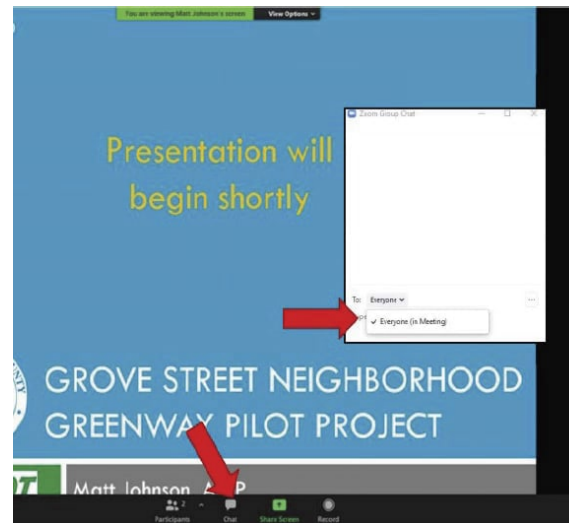 You are viewing Matt Johnson's screen View Options
Presentation will
begin shortly
Zoom Group Chat
To: Everyone
Everyone (in Meeting)
GROVE STREET NEIGHBORHOOD
GREENWAY PILOT PROJECT
Matt Johnson,
2
Participants Chat Share Screen Record